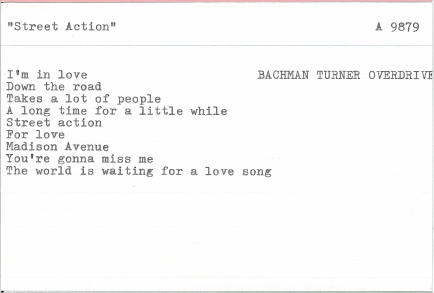 "Street Action" A 9879
I'm in love BACHMAN TURNER OVERDRIVE
Down the road
Takes a lot of people
A long time for a little while
Street action
For love
Madison Avenue
You're gonna miss me
The world is waiting for a love song